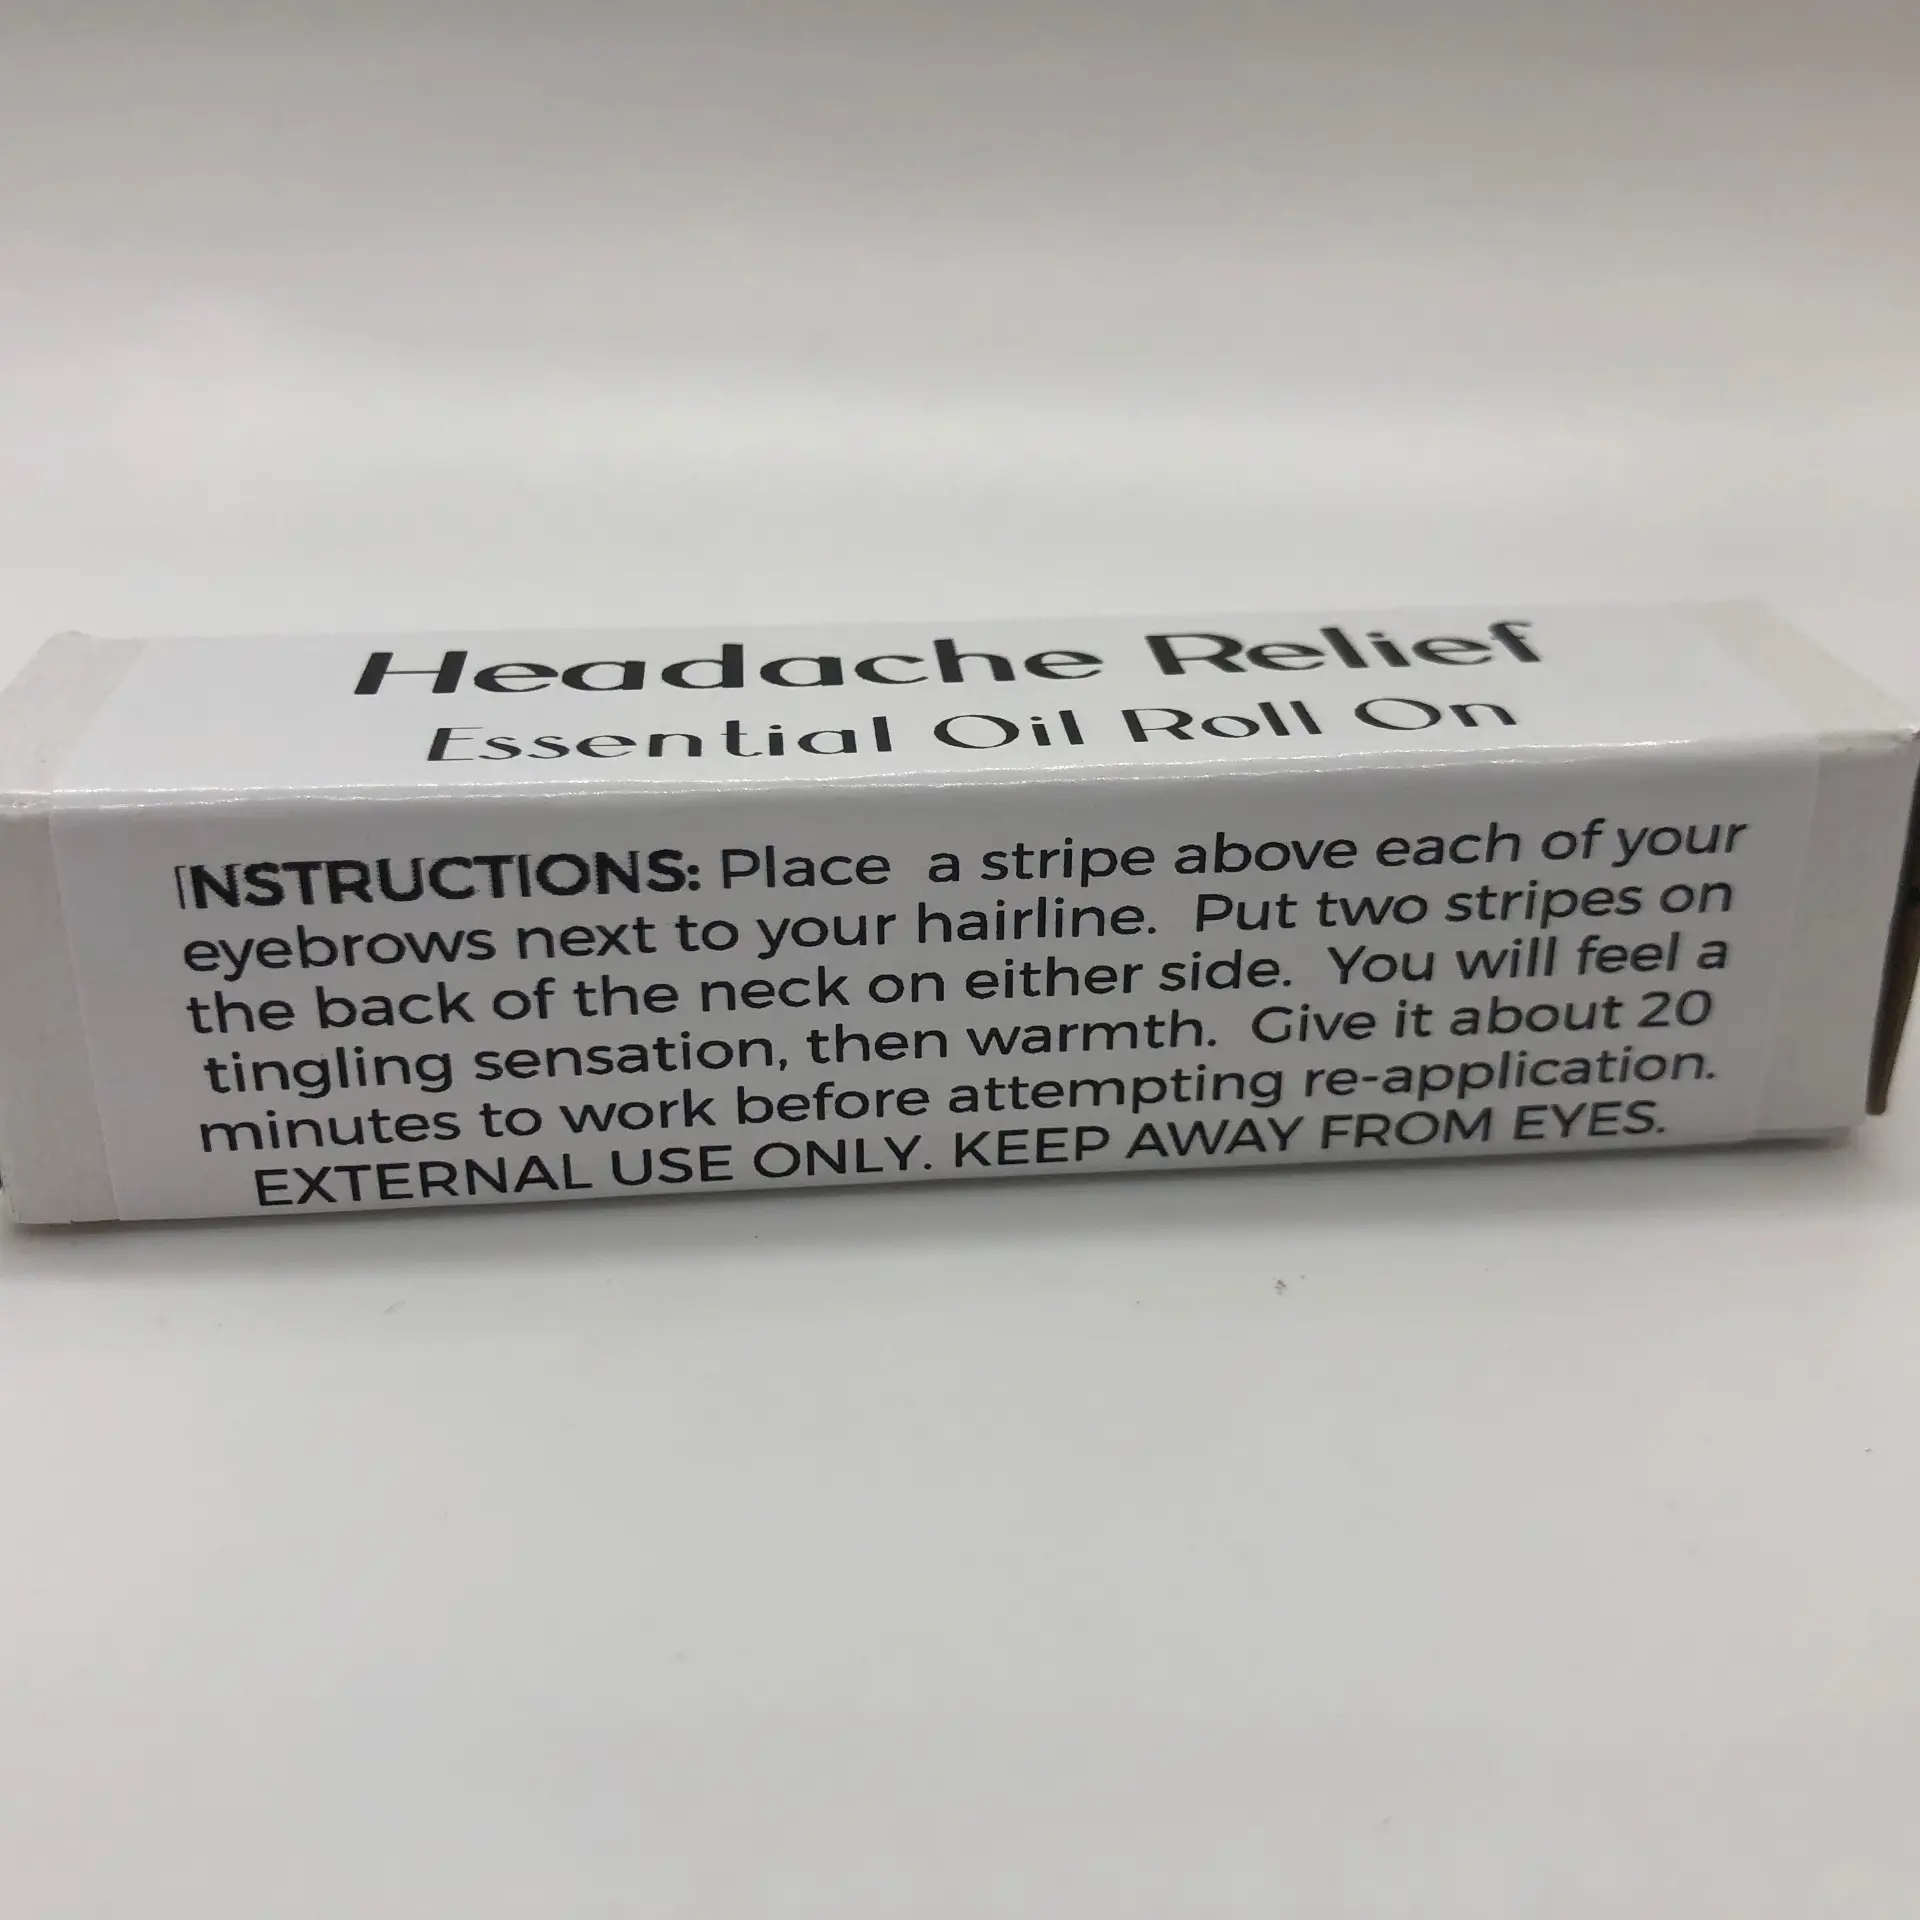 Headache Relief
Essential Oil Roll On
INSTRUCTIONS: Place a stripe above each of your
eyebrows next to your hairline. Put two stripes on
the back of the neck on either side. You will feel a
tingling sensation, then warmth. Give it about 20
minutes to work before attempting re-application.
EXTERNAL USE ONLY. KEEP AWAY FROM EYES.